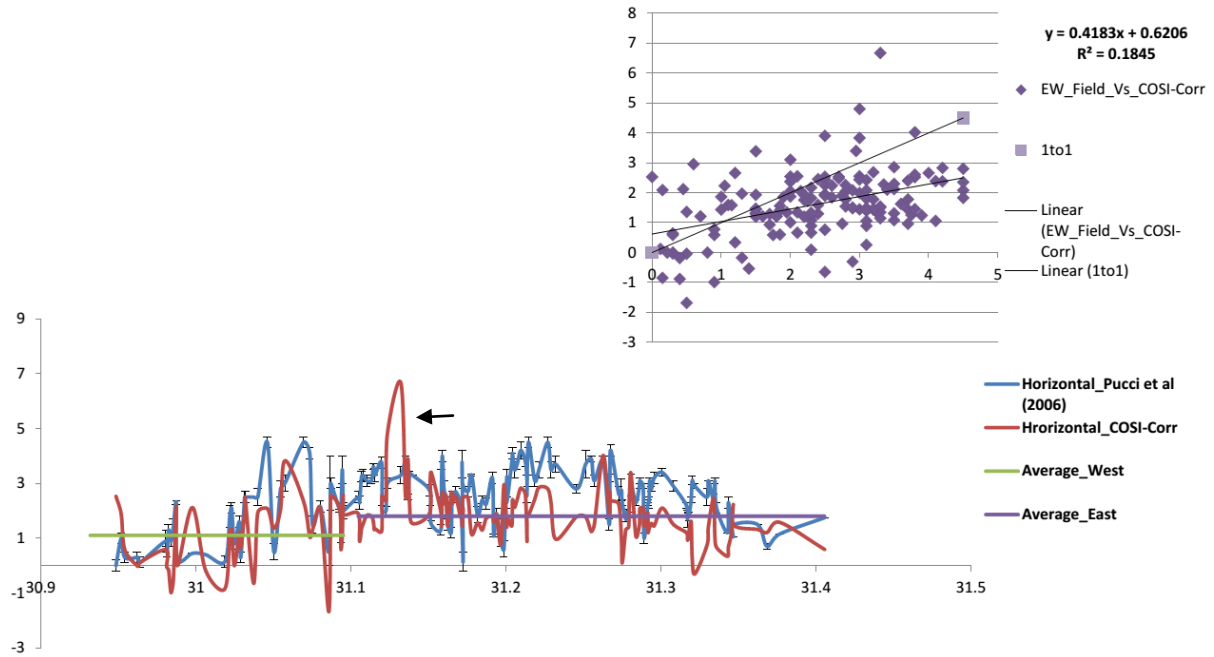 8
7
6
5
4
3
2
1
0
-1
-2
-3
0 1 2 3 4 5
y = 0.4183x + 0.6206
R² = 0.1845
EW_Field_Vs_COSI-Corr
1to1
Linear
(EW_Field_Vs_COSI-
Corr)
Linear (1to1)
9
7
5
3
1
-1
-3
30.9 31 31.1 31.2 31.3 31.4 31.5
Horizontal_Pucci et al
(2006)
Hrorizontal_COSI-Corr
Average_West
Average_East